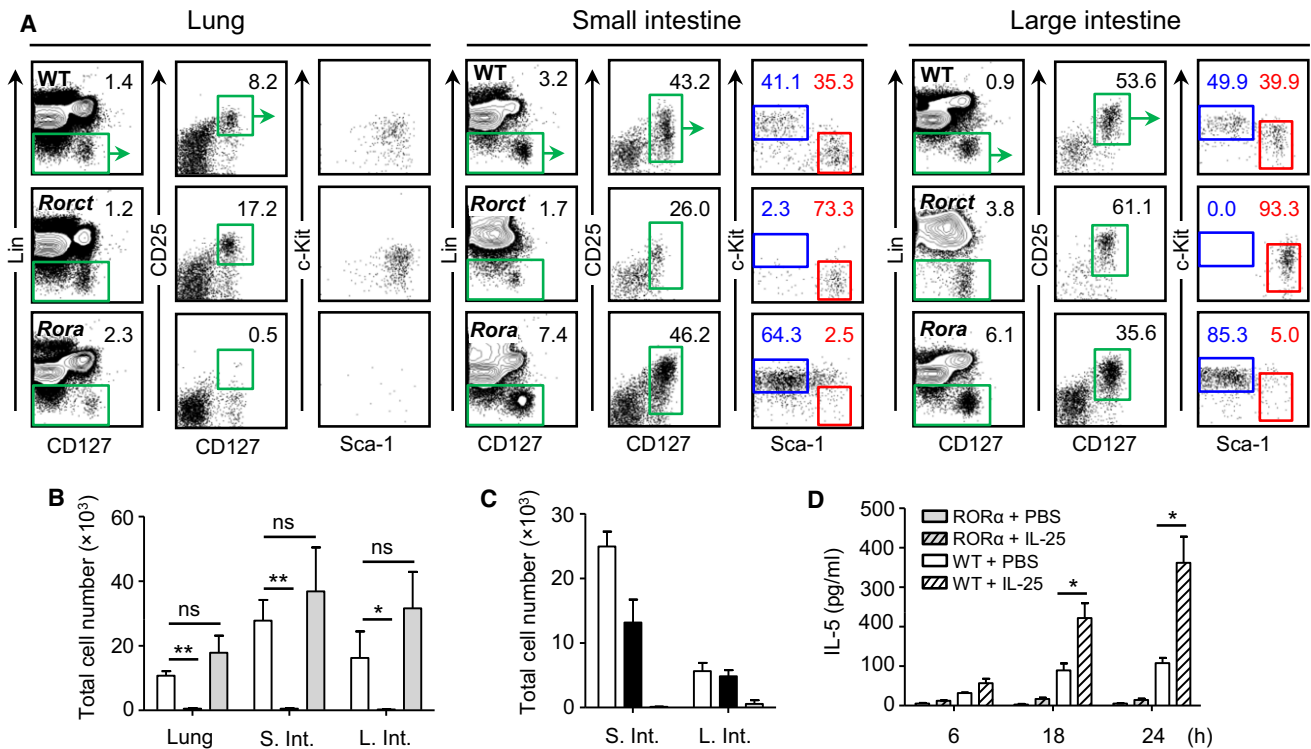 A
Lung
Small intestine
Large intestine
WT 1.4
8.2
WT 3.2
43.2
41.1 35.3
WT 0.9
53.6
49.9 39.9
Rorct 1.2
17.2
Rorct 1.7
26.0
2.3 73.3
Rorct 3.8
61.1
0.0 93.3
Rora 2.3
0.5
Rora 7.4
46.2
64.3 2.5
Rora 6.1
35.6
85.3 5.0
Lin
CD25
c-Kit
Lin
CD25
c-Kit
Lin
CD25
c-Kit
CD127
CD127
Sca-1
CD127
CD127
Sca-1
CD127
CD127
Sca-1
B
Total cell number (×10³)
60
40
20
0
ns
**
ns
**
ns
*
Lung S. Int. L. Int.
C
Total cell number (×10³)
30
20
10
0
S. Int. L. Int.
D
IL-5 (pg/ml)
500
400
300
200
100
0
RORα + PBS
RORα + IL-25
WT + PBS
WT + IL-25
*
*
6 18 24 (h)